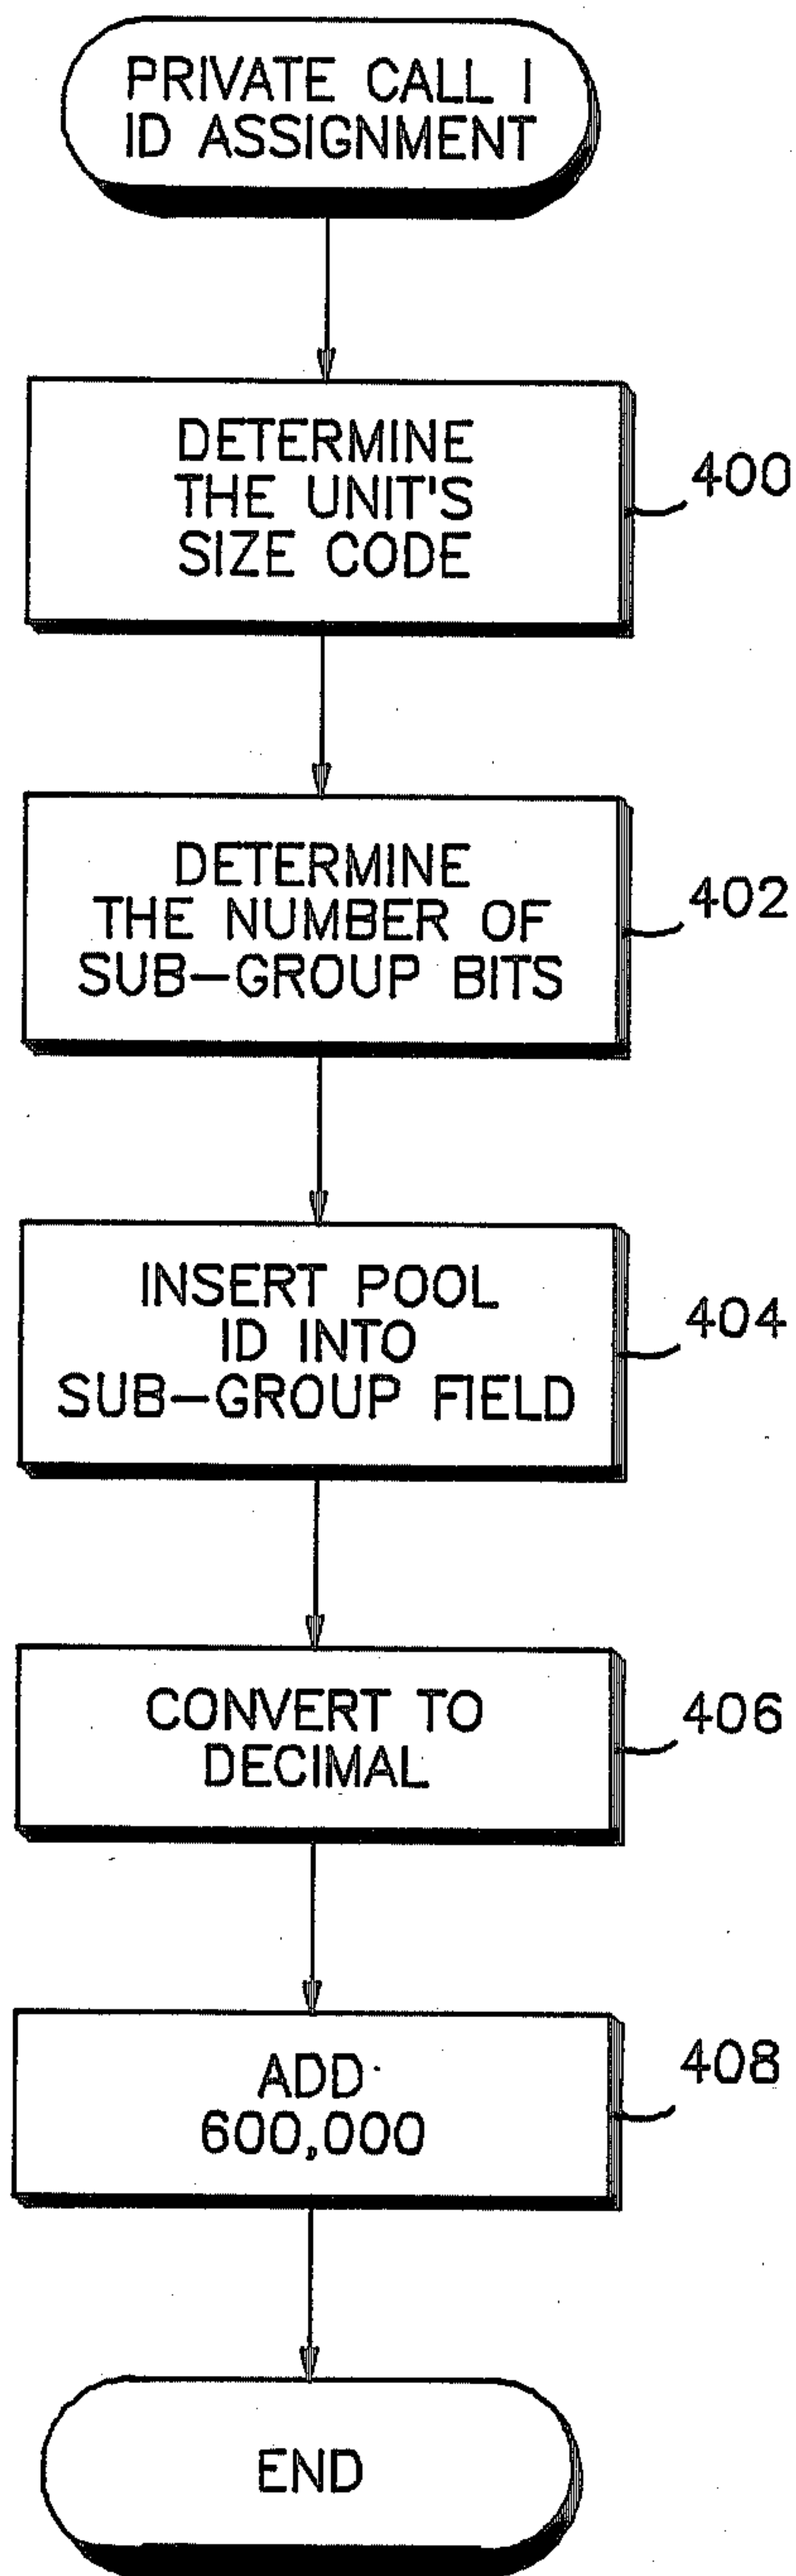 PRIVATE CALL I
ID ASSIGNMENT
DETERMINE
THE UNIT'S
SIZE CODE
400
DETERMINE
THE NUMBER OF
SUB-GROUP BITS
402
INSERT POOL
ID INTO
SUB-GROUP FIELD
404
CONVERT TO
DECIMAL
406
ADD
600,000
408
END